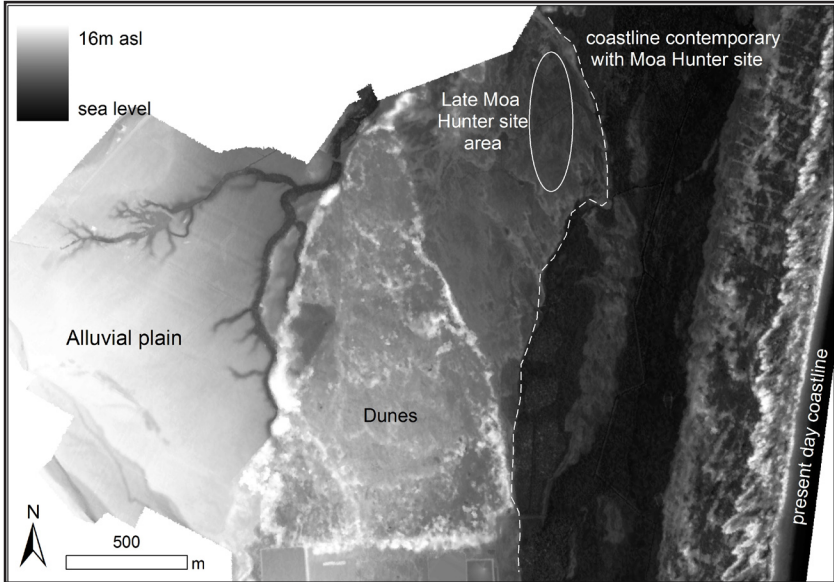 16m asl
sea level
coastline contemporary
with Moa Hunter site
Late Moa
Hunter site
area
Alluvial plain
Dunes
present day coastline
N
500
m